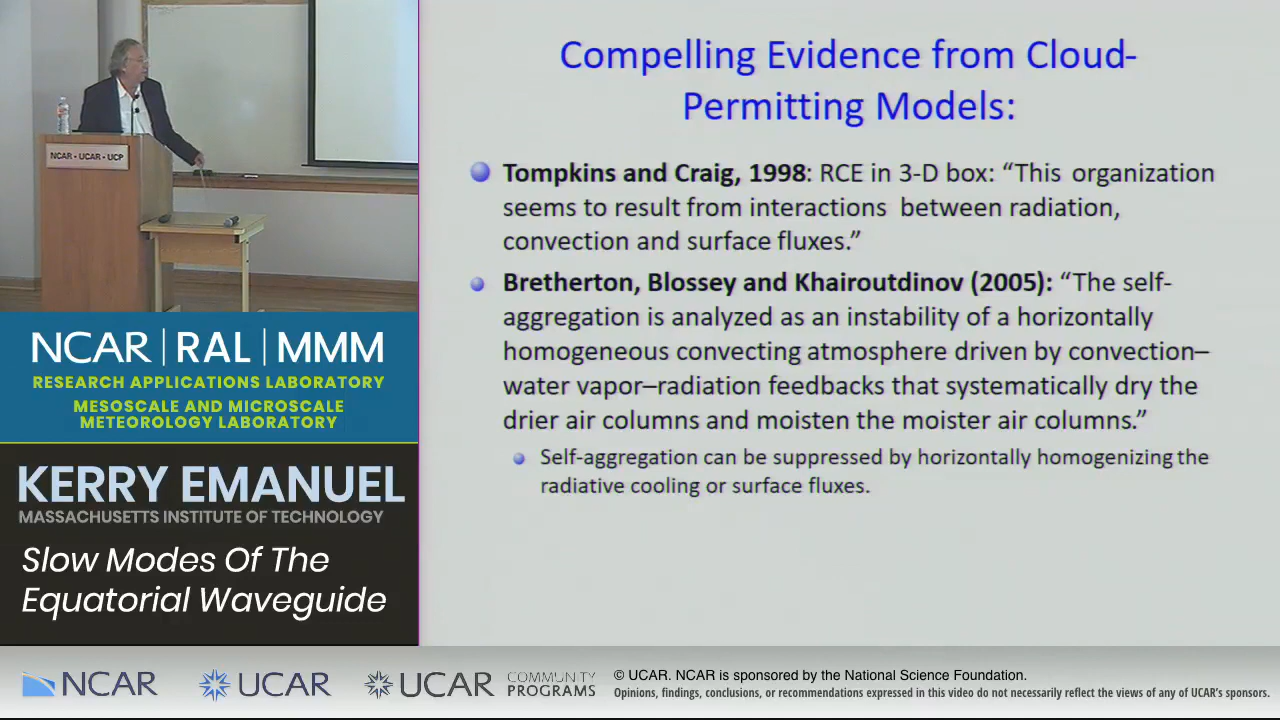 NCAR • UCAR • UCP
NCAR | RAL | MMM
RESEARCH APPLICATIONS LABORATORY
MESOSCALE AND MICROSCALE
METEOROLOGY LABORATORY
KERRY EMANUEL
MASSACHUSETTS INSTITUTE OF TECHNOLOGY
Slow Modes Of The
Equatorial Waveguide
Compelling Evidence from Cloud-
Permitting Models:
Tompkins and Craig, 1998: RCE in 3-D box: “This organization
seems to result from interactions between radiation,
convection and surface fluxes.”
Bretherton, Blossey and Khairoutdinov (2005): “The self-
aggregation is analyzed as an instability of a horizontally
homogeneous convecting atmosphere driven by convection–
water vapor–radiation feedbacks that systematically dry the
drier air columns and moisten the moister air columns.”
Self-aggregation can be suppressed by horizontally homogenizing the
radiative cooling or surface fluxes.
NCAR
UCAR
UCAR
COMMUNITY
PROGRAMS
© UCAR. NCAR is sponsored by the National Science Foundation.
Opinions, findings, conclusions, or recommendations expressed in this video do not necessarily reflect the views of any of UCAR's sponsors.